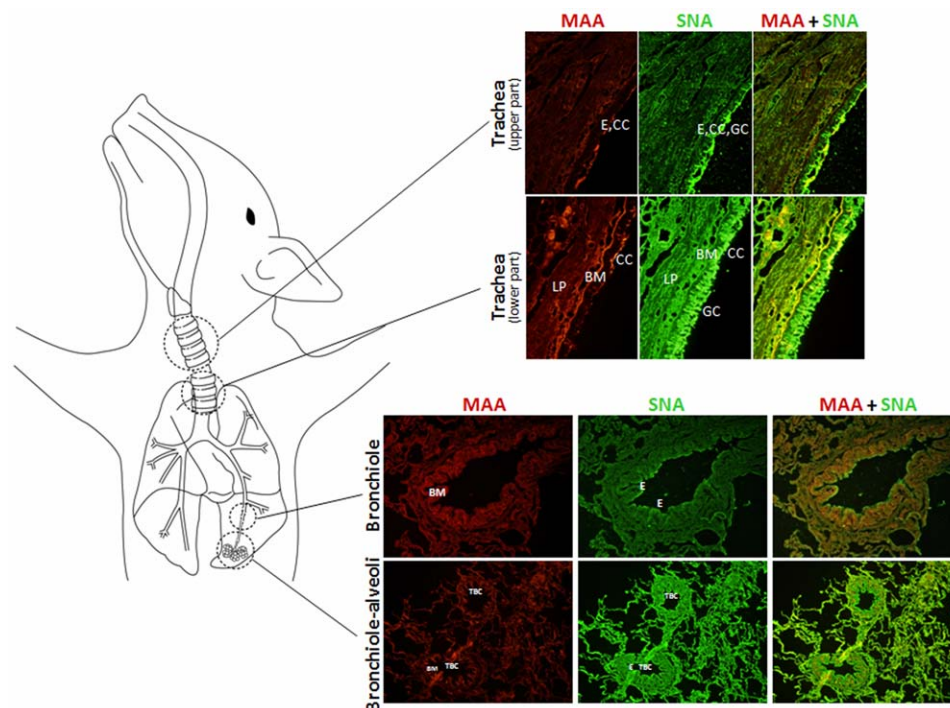 MAA SNA MAA + SNA
Trachea
(upper part)
E,CC
E,CC,GC
Trachea
(lower part)
LP
BM
CC
LP
BM
CC
GC
MAA SNA MAA + SNA
Bronchiole
BM
E
E
Bronchiole-alveoli
TBC
BM
TBC
TBC
E
TBC